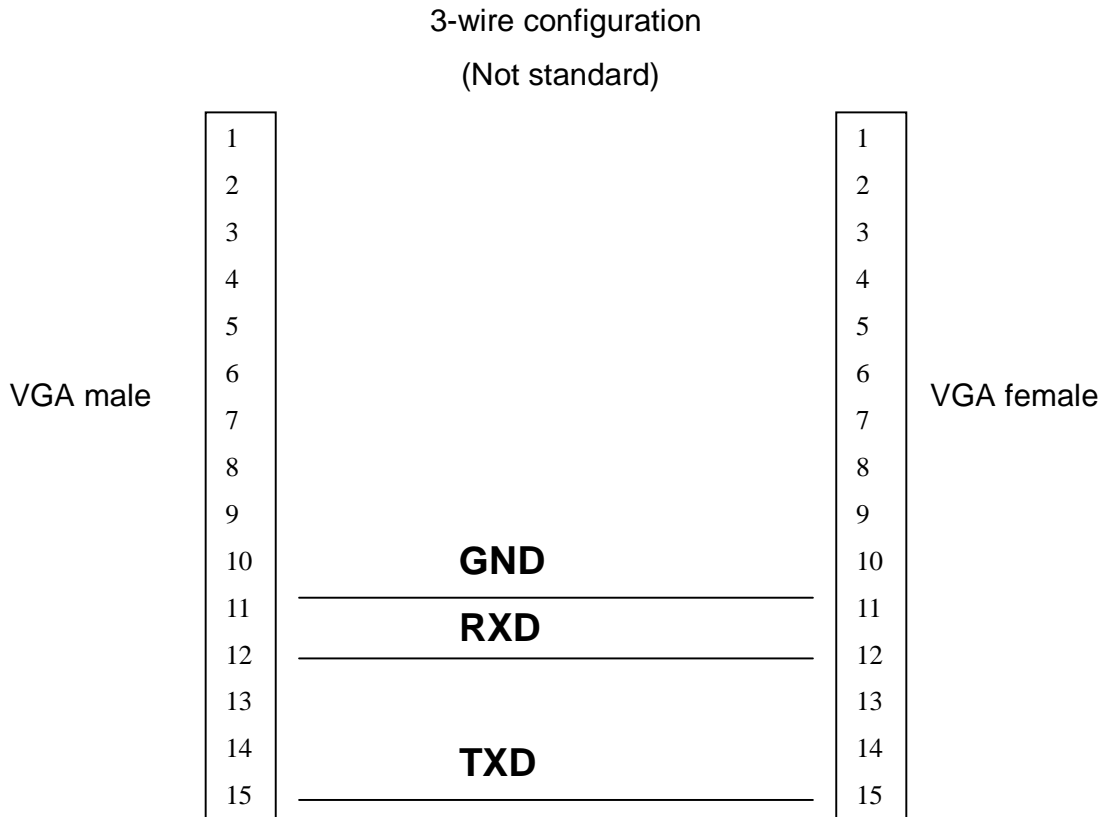 3-wire configuration
(Not standard)
1 1
2 2
3 3
4 4
5 5
6 6
VGA male VGA female
7 7
8 8
9 9
10 GND 10
11 11
RXD
12 12
13 13
14 14
TXD
15 15